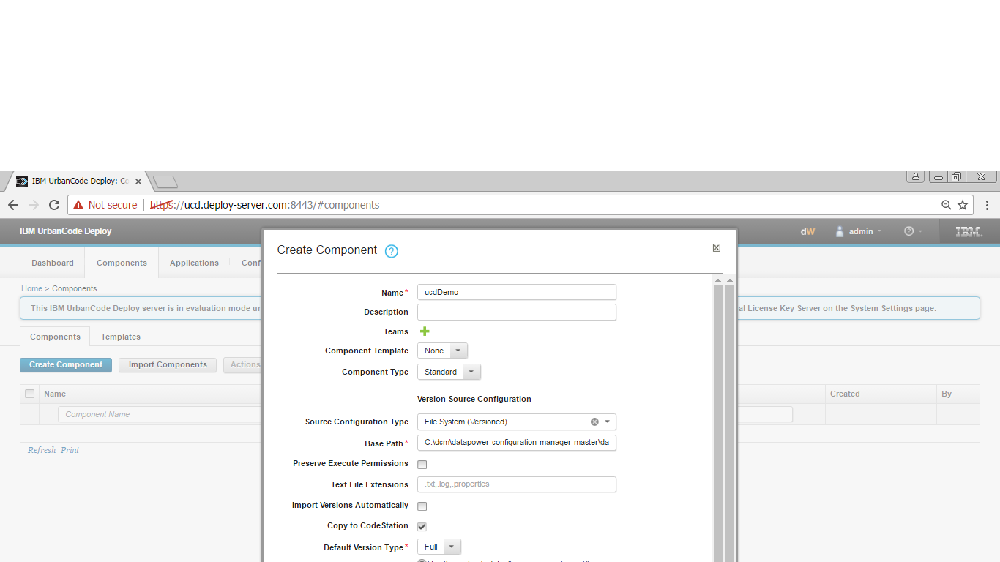 IBM UrbanCode Deploy: Co
Not secure https://ucd.deploy-server.com:8443/#components
IBM UrbanCode Deploy
dW
admin
IBM.
Create Component ?
Dashboard
Components
Applications
Conf
Home > Components
This IBM UrbanCode Deploy server is in evaluation mode un
al License Key Server on the System Settings page.
Components
Templates
Create Component
Import Components
Actions
Name
Created
By
Component Name
Refresh Print
Name* ucdDemo
Description
Teams
Component Template None
Component Type Standard
Version Source Configuration
Source Configuration Type File System (Versioned)
Base Path* C:\dcm\datapower-configuration-manager-master\da
Preserve Execute Permissions
Text File Extensions .txt,.log,.properties
Import Versions Automatically
Copy to CodeStation
Default Version Type* Full